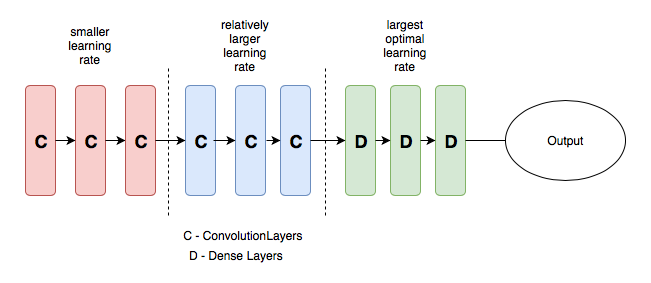 smaller
learning
rate
relatively
larger
learning
rate
largest
optimal
learning
rate
C C C C C C D D D Output
C - ConvolutionLayers
D - Dense Layers